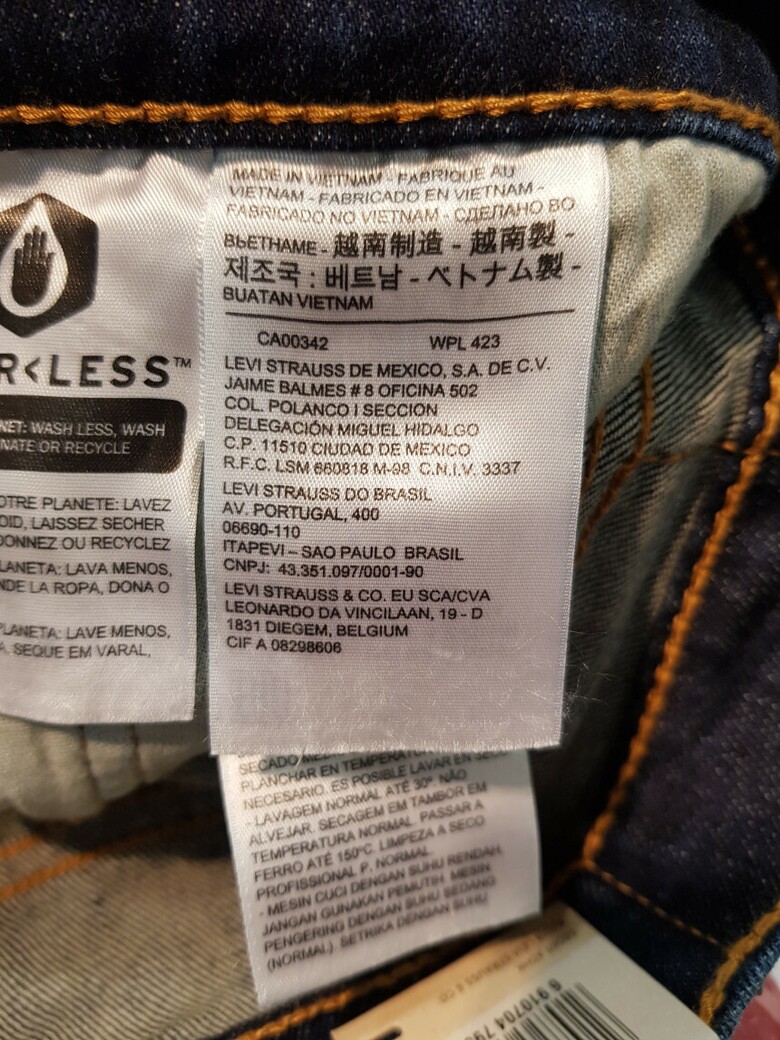 MADE IN VIETNAM - FABRIQUE AU
VIETNAM - FABRICADO EN VIETNAM -
FABRICADO NO VIETNAM - СДЕЛАНО ВО
ВЬЕТНАМЕ - 越南制造 - 越南製 -
제조국 : 베트남 - ベトナム製 -
BUATAN VIETNAM
CA00342 WPL 423
LEVI STRAUSS DE MEXICO, S.A. DE C.V.
JAIME BALMES # 8 OFICINA 502
COL. POLANCO I SECCIÓN
DELEGACIÓN MIGUEL HIDALGO
C.P. 11510 CIUDAD DE MEXICO
R.F.C. LSM 660818 M-98 C.N.I.V. 3337
LEVI STRAUSS DO BRASIL
AV. PORTUGAL, 400
06690-110
ITAPEVI – SAO PAULO BRASIL
CNPJ: 43.351.097/0001-90
LEVI STRAUSS & CO. EU SCA/CVA
LEONARDO DA VINCILAAN, 19 - D
1831 DIEGEM, BELGIUM
CIF A 08298606
R<LESS™
NET: WASH LESS, WASH
NATE OR RECYCLE
OTRE PLANETE: LAVEZ
OID, LAISSEZ SECHER
DONNEZ OU RECYCLEZ
LANETA: LAVA MENOS,
NDE LA ROPA, DONA O
PLANETA: LAVE MENOS,
A. SEQUE EM VARAL,
SECADO
PLANCHAR EN TEMPERATU
NECESARIO. ES POSIBLE LAVAR EN SECO
- LAVAGEM NORMAL ATÉ 30º. NÃO
ALVEJAR. SECAGEM EM TAMBOR EM
TEMPERATURA NORMAL. PASSAR A
FERRO ATÉ 150ºC. LIMPEZA A SECO
PROFISSIONAL P. NORMAL.
- MESIN CUCI DENGAN SUHU RENDAH.
JANGAN GUNAKAN PEMUTIH. MESIN
PENGERING DENGAN SUHU SEDANG
(NORMAL). SETRIKA DENGAN SUHU